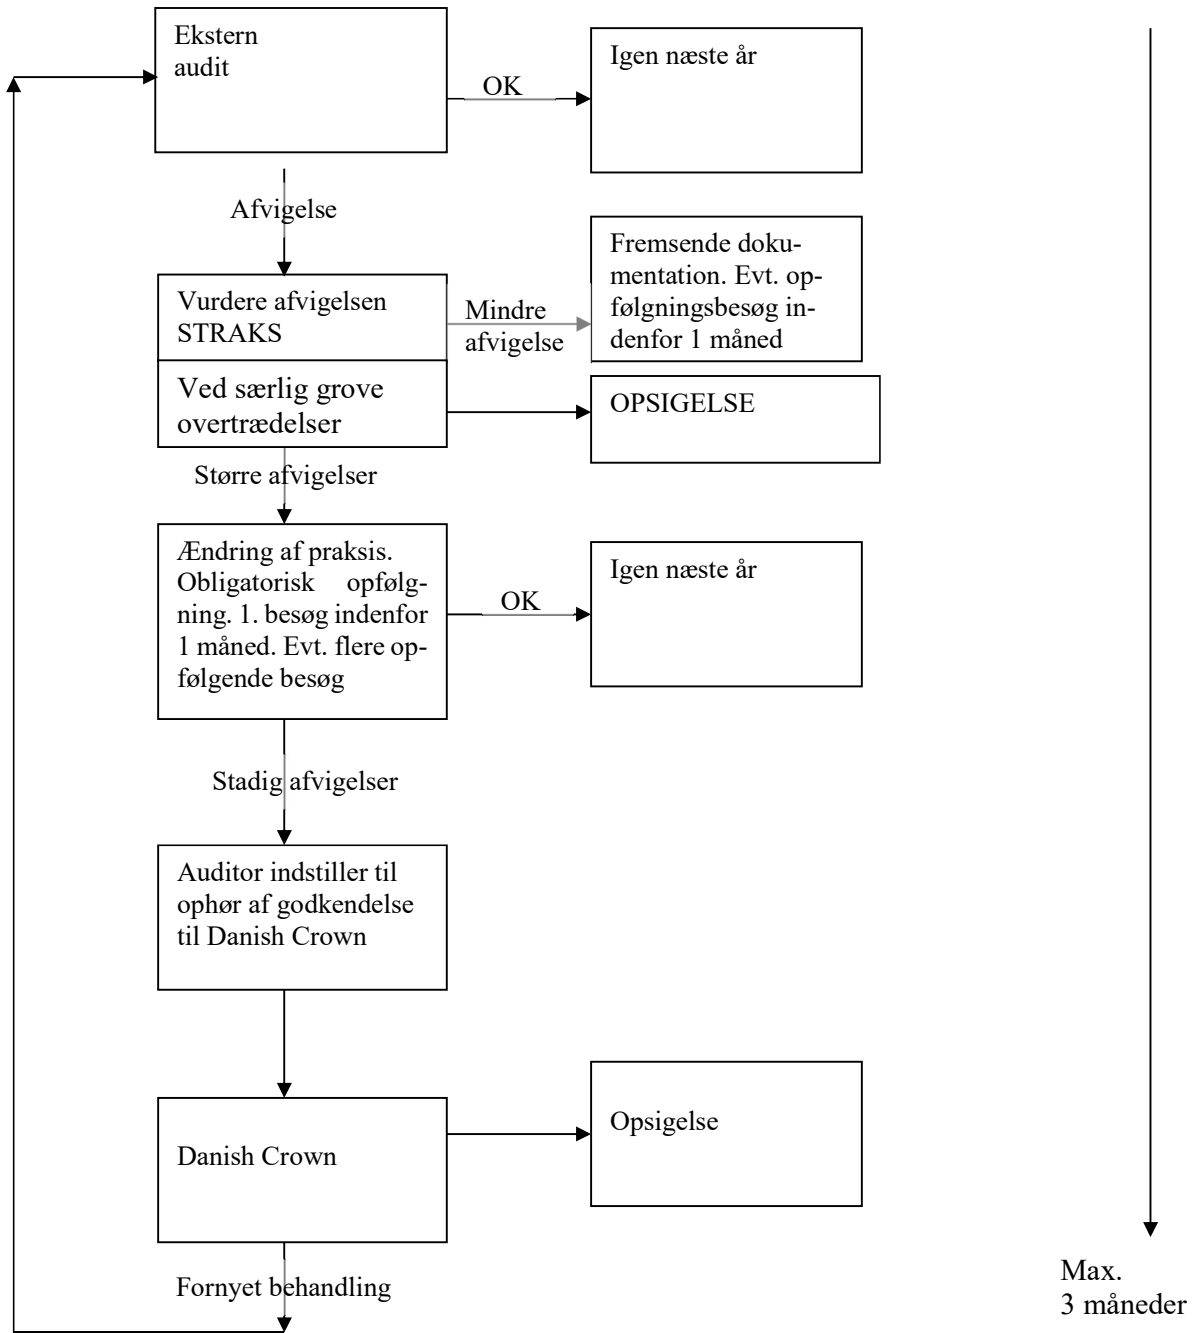 Ekstern
audit
OK
Igen næste år
Afvigelse
Vurdere afvigelsen
STRAKS
Mindre
afvigelse
Fremsende doku-
mentation. Evt. op-
følgningsbesøg in-
denfor 1 måned
Ved særlig grove
overtrædelser
OPSIGELSE
Større afvigelser
Ændring af praksis.
Obligatorisk opfølg-
ning. 1. besøg indenfor
1 måned. Evt. flere op-
følgende besøg
OK
Igen næste år
Stadig afvigelser
Auditor indstiller til
ophør af godkendelse
til Danish Crown
Danish Crown
Opsigelse
Fornyet behandling
Max.
3 måneder